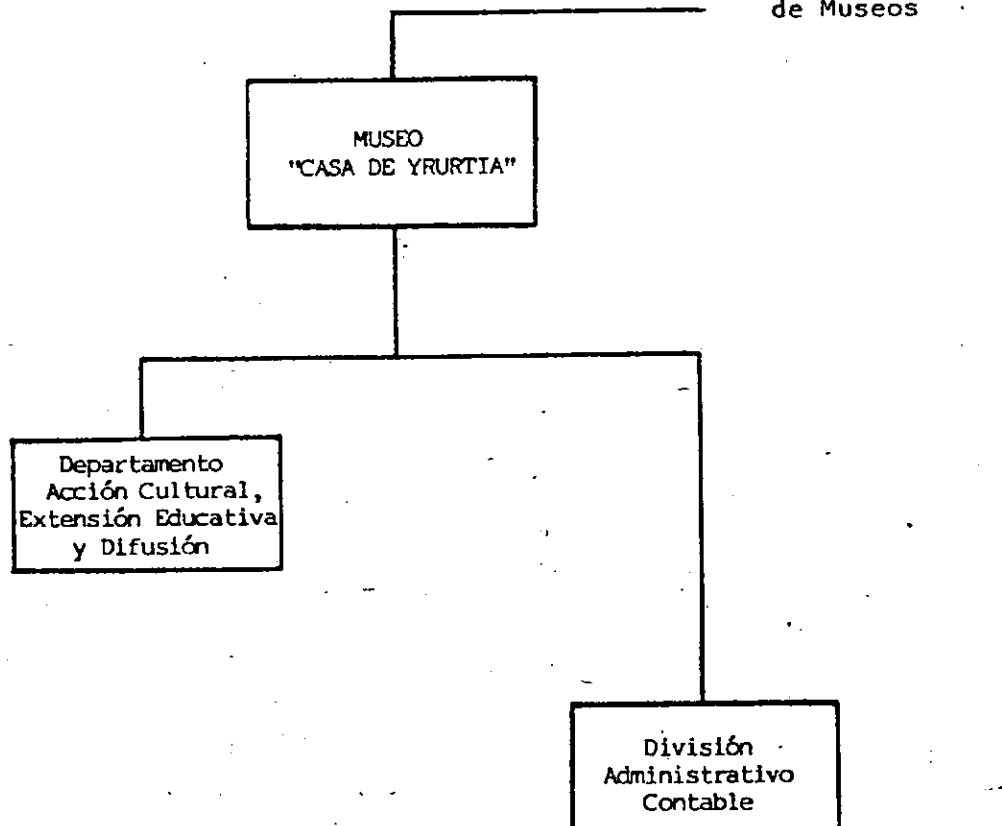 de Museos
MUSEO
"CASA DE YRURTIA"
Departamento
Acción Cultural,
Extensión Educativa
y Difusión
División
Administrativo
Contable